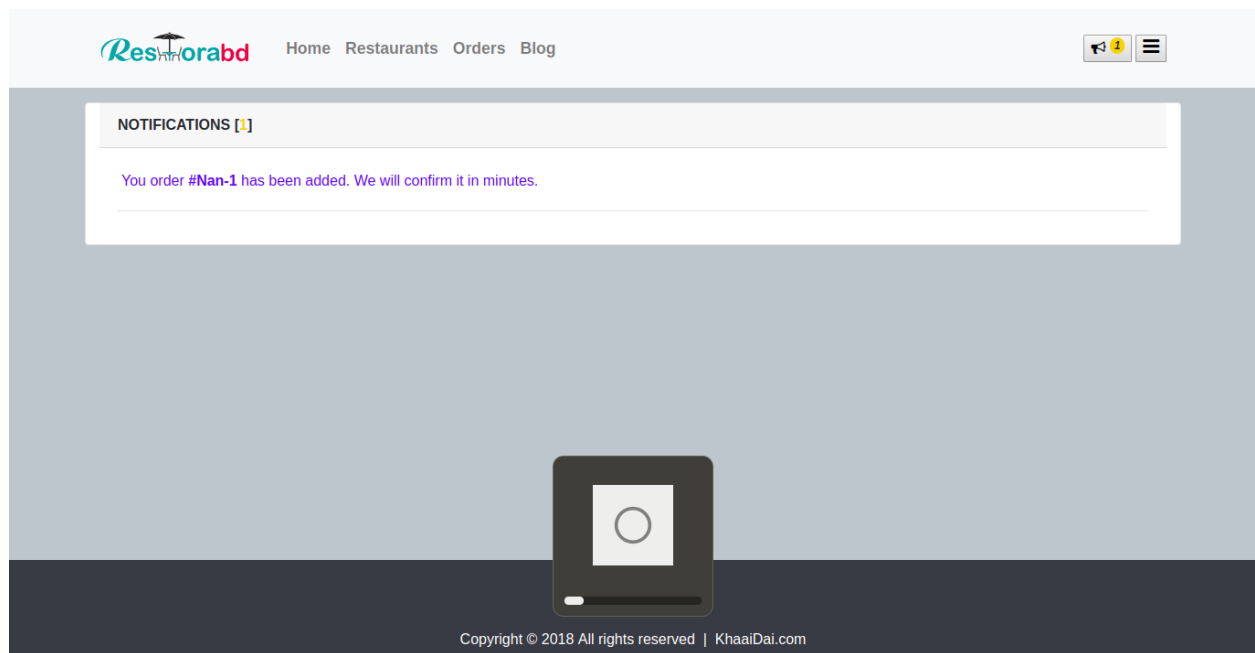 Restorabd Home Restaurants Orders Blog 1
NOTIFICATIONS [1]
You order #Nan-1 has been added. We will confirm it in minutes.
Copyright © 2018 All rights reserved | KhaaiDai.com